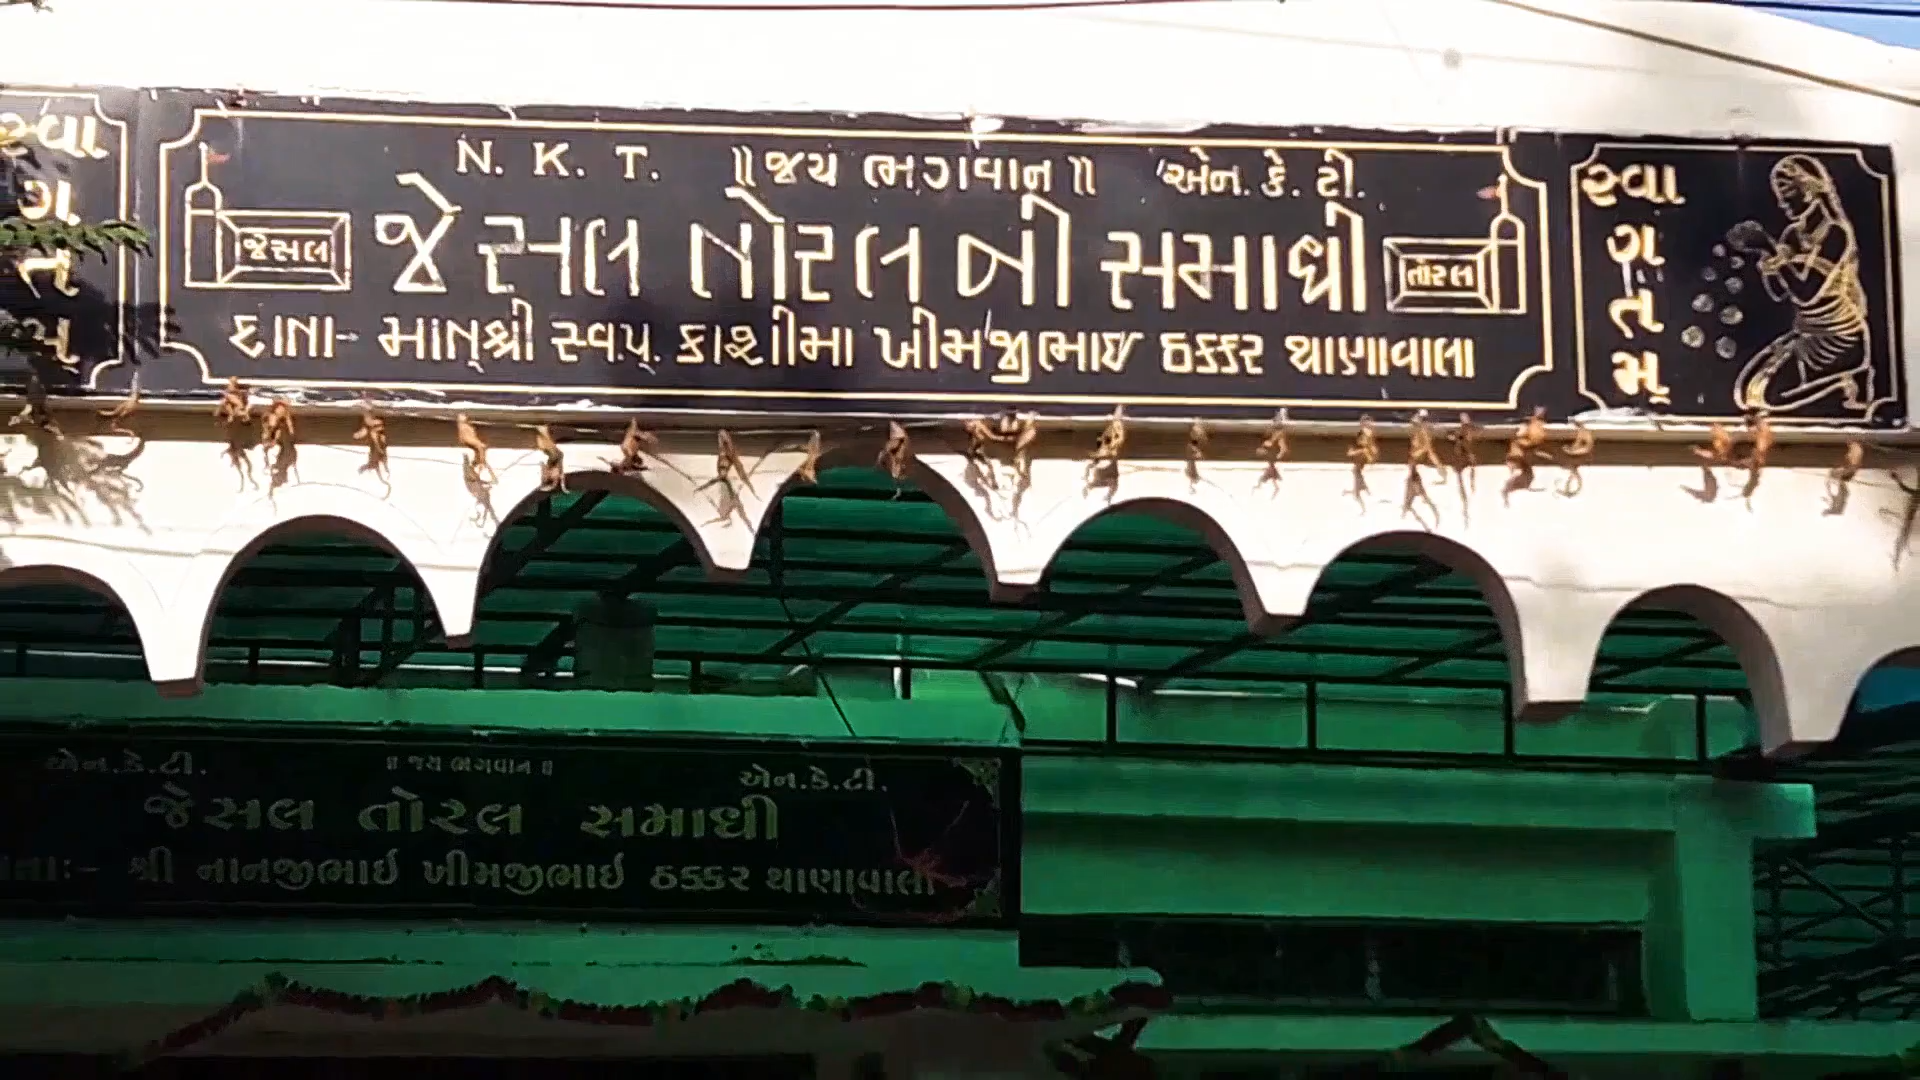 N. K. T. ॥જય ભગવાન॥ એન. કે. ટી.
જેસલ
જેસલ તોરલ ની સમાધી
તોરલ
દાતા- માતૃશ્રી સ્વ.પૂ. કાશીમા ખીમજીભાઇ ઠક્કર થાણાવાલા
સ્વા
ગ
ત
મ્
સ્વા
ગ
ત
મ્
એન.કે.ટી. ॥ જય ભગવાન ॥ એન.કે.ટી.
જેસલ તોરલ સમાધી
શ્રી નાનજીભાઈ ખીમજીભાઈ ઠક્કર થાણાવાલા